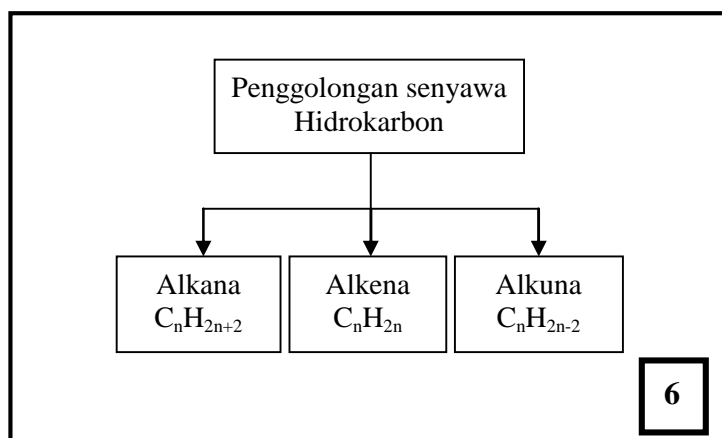 Penggolongan senyawa
Hidrokarbon
Alkana
CₙH₂ₙ₊₂
Alkena
CₙH₂ₙ
Alkuna
CₙH₂ₙ₋₂
6